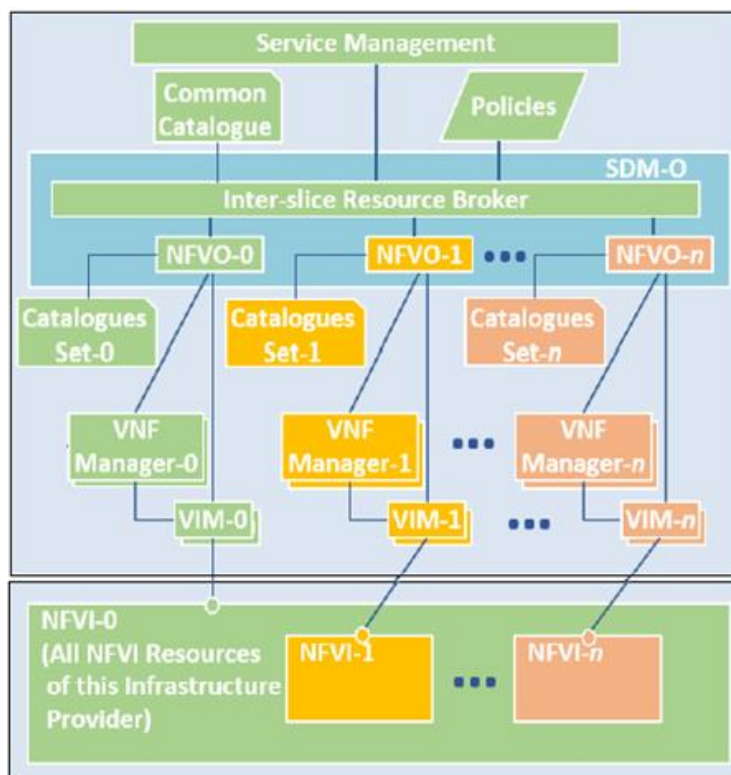 Service Management
Common
Catalogue
Policies
SDM-O
Inter-slice Resource Broker
NFVO-0
NFVO-1
NFVO-n
Catalogues
Set-0
Catalogues
Set-1
Catalogues
Set-n
VNF
Manager-0
VNF
Manager-1
VNF
Manager-n
VIM-0
VIM-1
VIM-n
NFVI-0
(All NFVI Resources
of this Infrastructure
Provider)
NFVI-1
NFVI-n